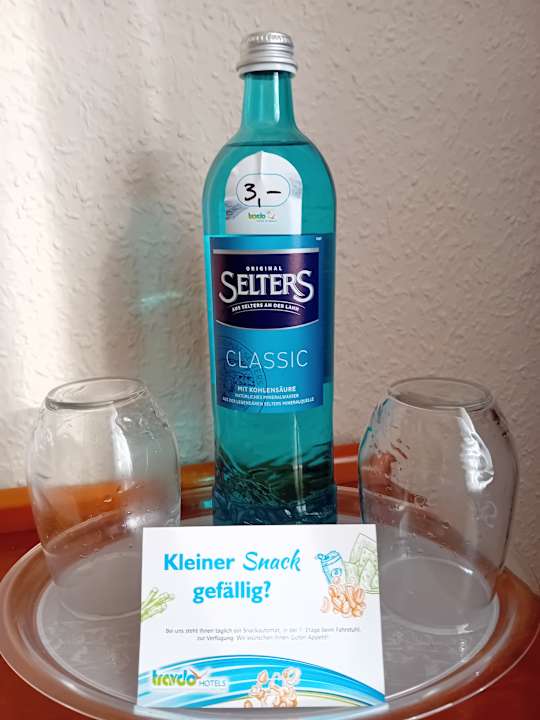 3,-
travdo
ORIGINAL
SELTERS
AUS SELTERS AN DER LAHN
CLASSIC
MIT KOHLENSÄURE
NATÜRLICHES MINERALWASSER
AUS DER LEGENDÄREN SELTERS MINERALQUELLE
Kleiner Snack
gefällig?
Bei uns steht Ihnen täglich ein Snackautomat, in der 1. Etage beim Fahrstuhl,
zur Verfügung. Wir wünschen Ihnen Guten Appetit!
travdo HOTELS